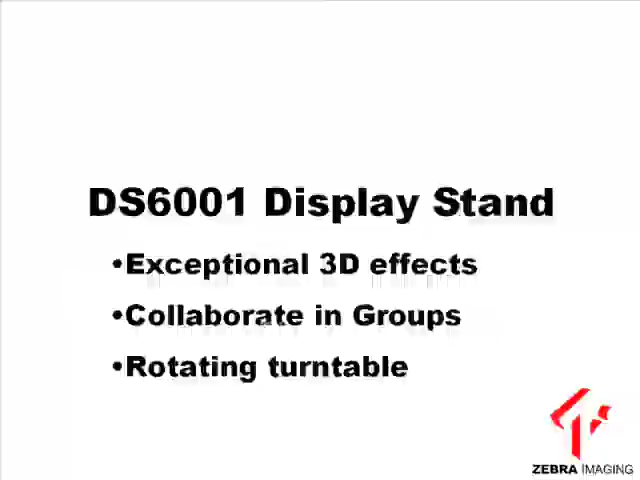 DS6001 Display Stand
•Exceptional 3D effects
•Collaborate in Groups
•Rotating turntable
ZEBRA IMAGING